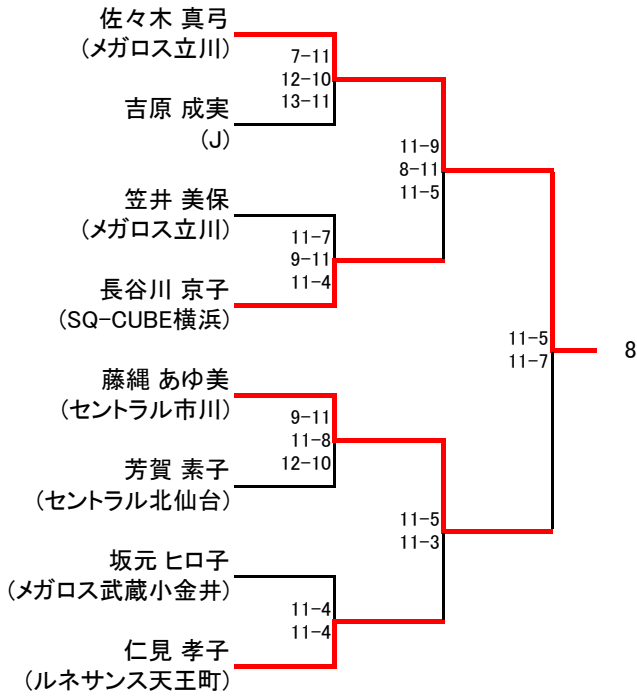 佐々木 真弓
(メガロス立川)
7-11
12-10
13-11
吉原 成実
(J)
11-9
8-11
11-5
笠井 美保
(メガロス立川)
11-7
9-11
11-4
長谷川 京子
(SQ-CUBE横浜)
11-5
11-7
8
藤縄 あゆ美
(セントラル市川)
9-11
11-8
12-10
芳賀 素子
(セントラル北仙台)
11-5
11-3
坂元 ヒロ子
(メガロス武蔵小金井)
11-4
11-4
仁見 孝子
(ルネサンス天王町)